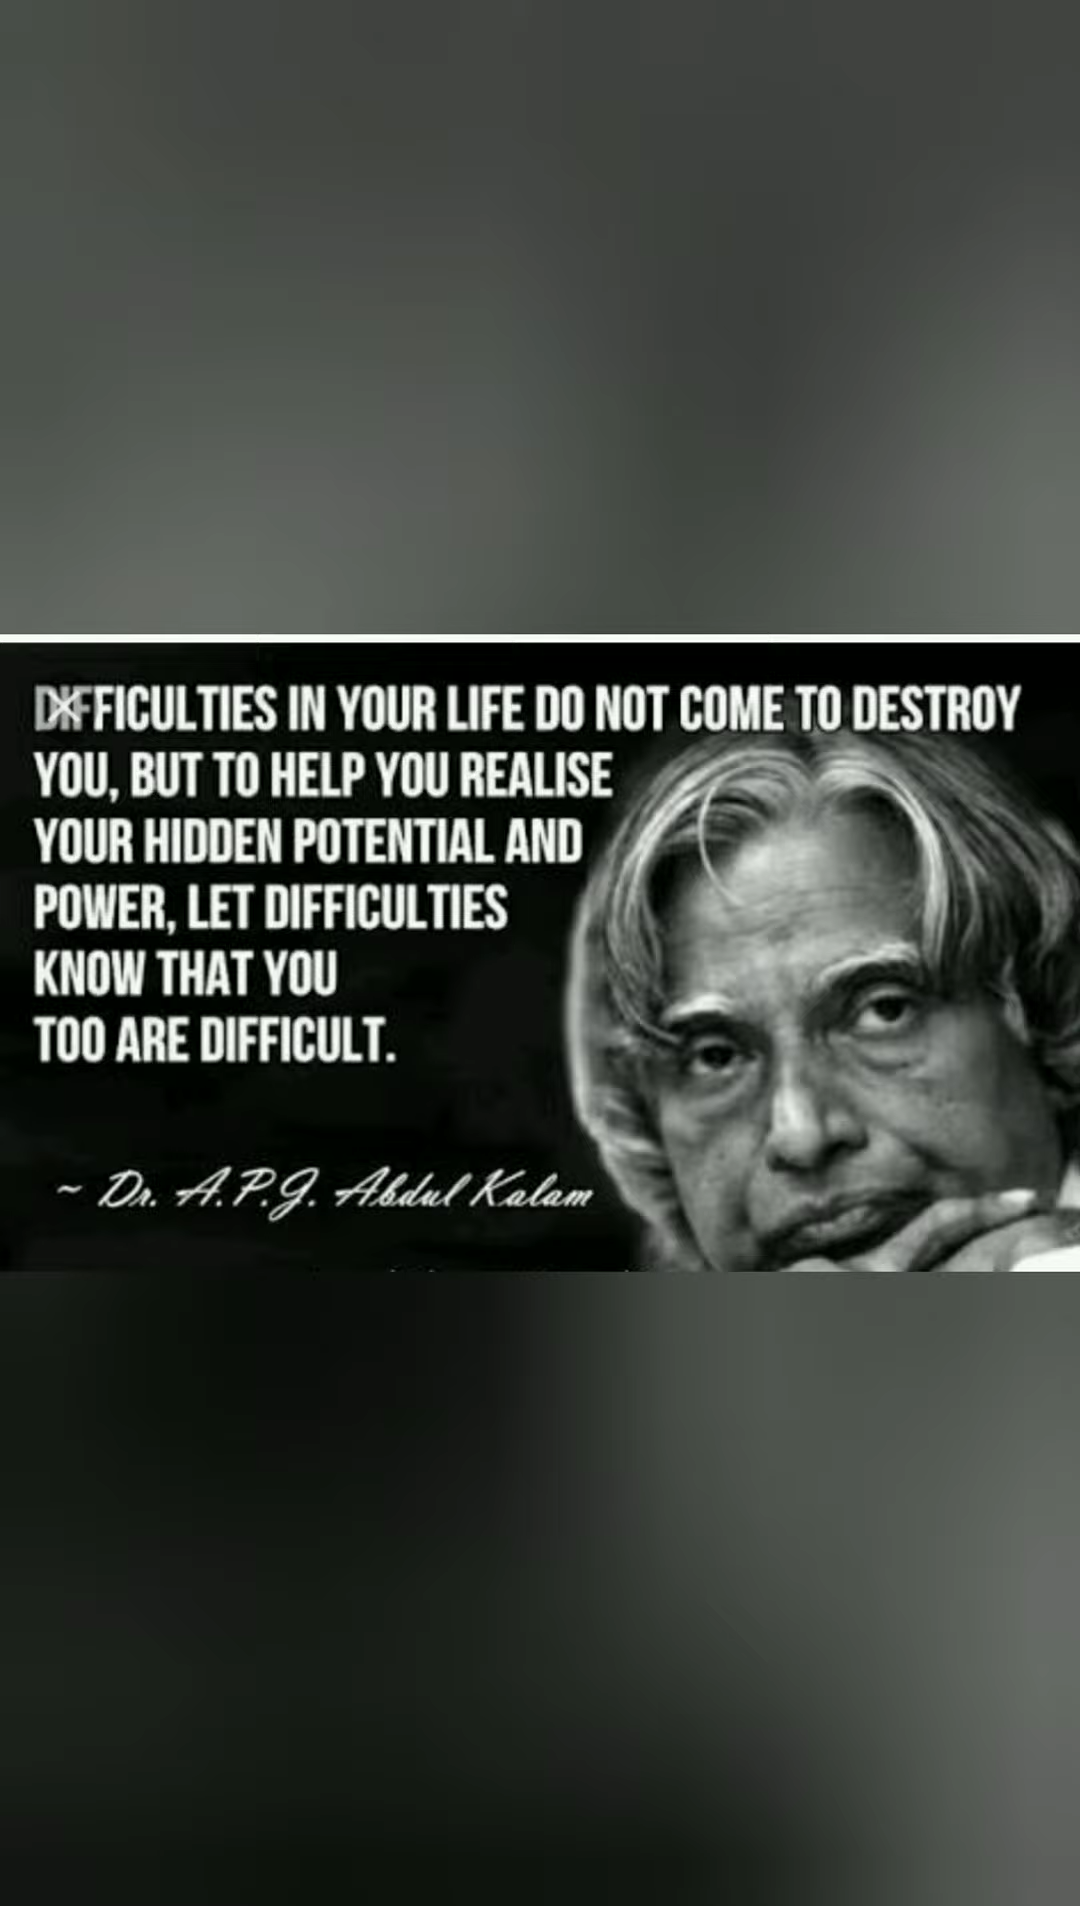 DIFFICULTIES IN YOUR LIFE DO NOT COME TO DESTROY
YOU, BUT TO HELP YOU REALISE
YOUR HIDDEN POTENTIAL AND
POWER, LET DIFFICULTIES
KNOW THAT YOU
TOO ARE DIFFICULT.
~ Dr. A.P.J. Abdul Kalam